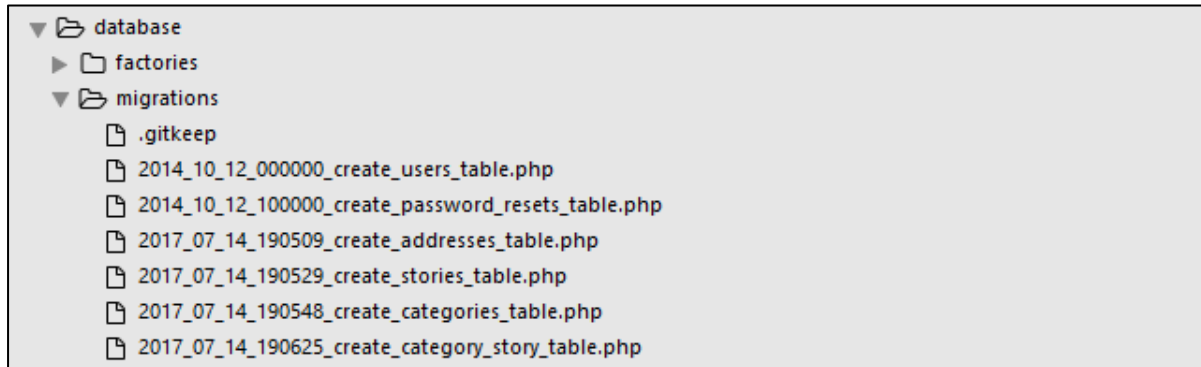 database
factories
migrations
.gitkeep
2014_10_12_000000_create_users_table.php
2014_10_12_100000_create_password_resets_table.php
2017_07_14_190509_create_addresses_table.php
2017_07_14_190529_create_stories_table.php
2017_07_14_190548_create_categories_table.php
2017_07_14_190625_create_category_story_table.php